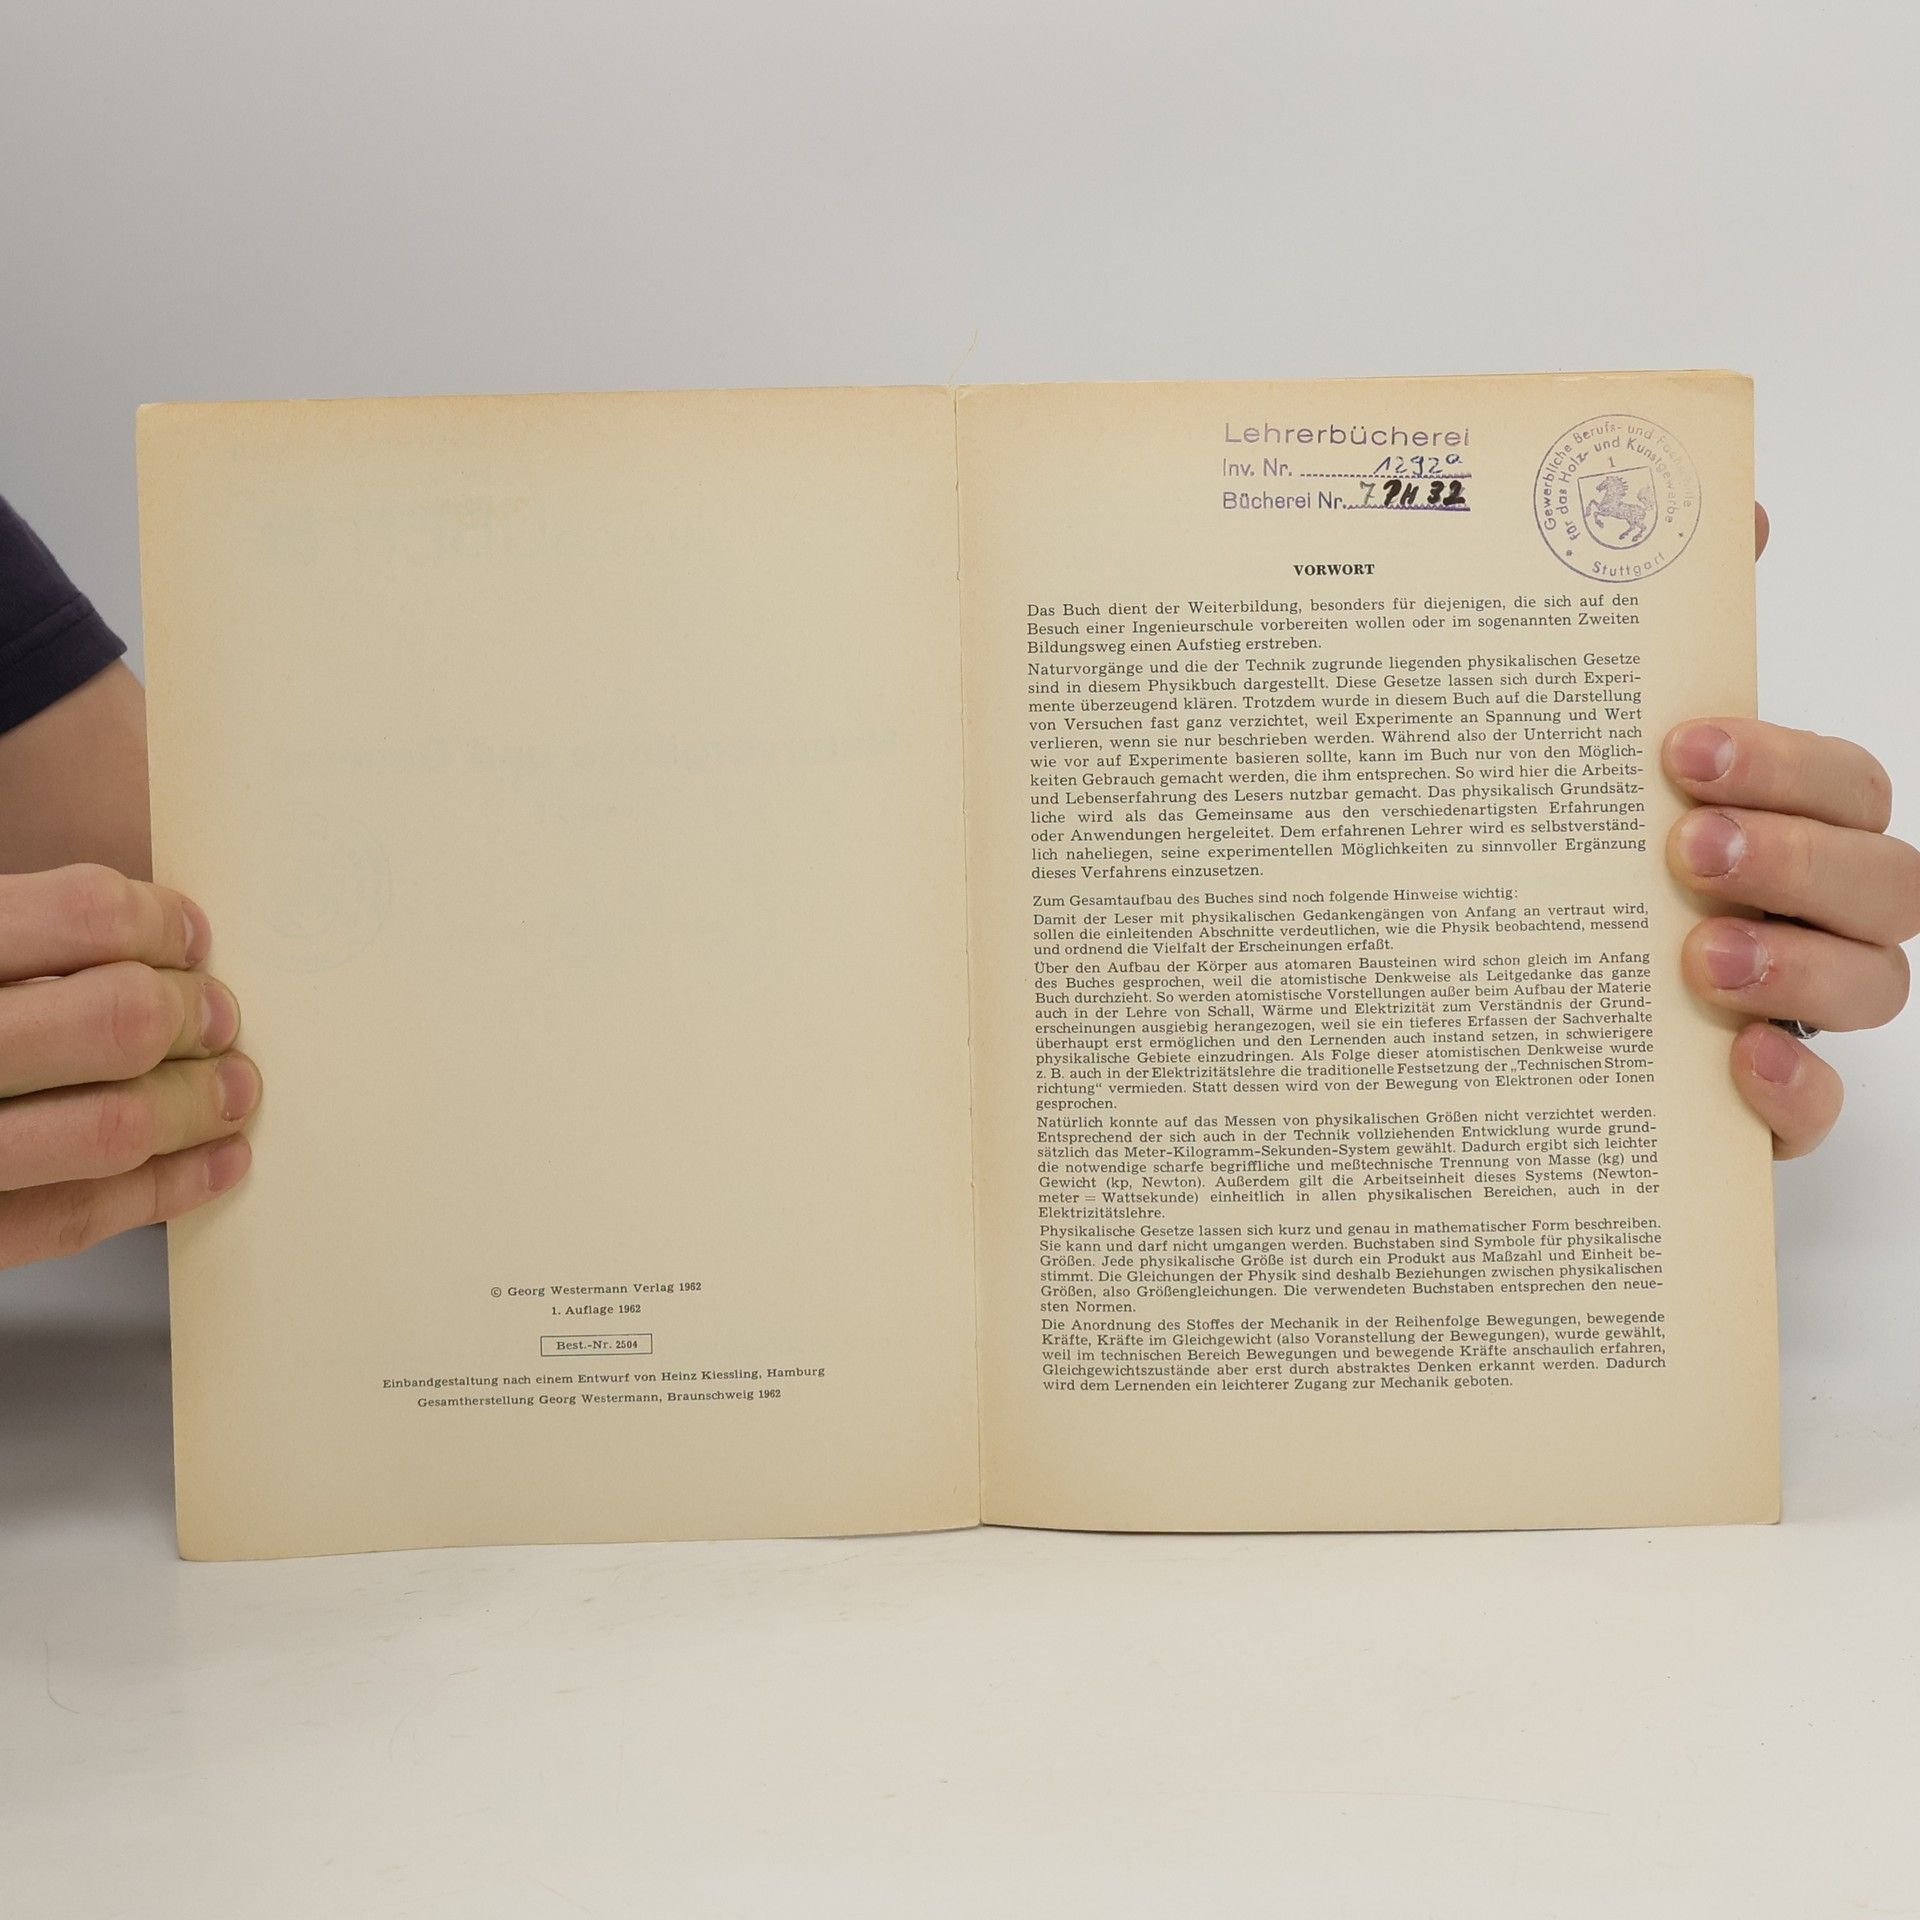 © Georg Westermann Verlag 1962
1. Auflage 1962
Best.-Nr. 2504
Einbandgestaltung nach einem Entwurf von Heinz Kiessling, Hamburg
Gesamtherstellung Georg Westermann, Braunschweig 1962
Lehrerbücherei
Inv. Nr. 1292a
Bücherei Nr. 7 PH 32
Gewerbliche Berufs- und
für das Holz- und Kunstgewerbe
1
Stuttgart
VORWORT
Das Buch dient der Weiterbildung, besonders für diejenigen, die sich auf den
Besuch einer Ingenieurschule vorbereiten wollen oder im sogenannten Zweiten
Bildungsweg einen Aufstieg erstreben.
Naturvorgänge und die der Technik zugrunde liegenden physikalischen Gesetze
sind in diesem Physikbuch dargestellt. Diese Gesetze lassen sich durch Experi-
mente überzeugend klären. Trotzdem wurde in diesem Buch auf die Darstellung
von Versuchen fast ganz verzichtet, weil Experimente an Spannung und Wert
verlieren, wenn sie nur beschrieben werden. Während also der Unterricht nach
wie vor auf Experimente basieren sollte, kann im Buch nur von den Möglich-
keiten Gebrauch gemacht werden, die ihm entsprechen. So wird hier die Arbeits-
und Lebenserfahrung des Lesers nutzbar gemacht. Das physikalisch Grundsätz-
liche wird als das Gemeinsame aus den verschiedenartigsten Erfahrungen
oder Anwendungen hergeleitet. Dem erfahrenen Lehrer wird es selbstverständ-
lich naheliegen, seine experimentellen Möglichkeiten zu sinnvoller Ergänzung
dieses Verfahrens einzusetzen.
Zum Gesamtaufbau des Buches sind noch folgende Hinweise wichtig:
Damit der Leser mit physikalischen Gedankengängen von Anfang an vertraut wird,
sollen die einleitenden Abschnitte verdeutlichen, wie die Physik beobachtend, messend
und ordnend die Vielfalt der Erscheinungen erfaßt.
Über den Aufbau der Körper aus atomaren Bausteinen wird schon gleich im Anfang
des Buches gesprochen, weil die atomistische Denkweise als Leitgedanke das ganze
Buch durchzieht. So werden atomistische Vorstellungen außer beim Aufbau der Materie
auch in der Lehre von Schall, Wärme und Elektrizität zum Verständnis der Grund-
erscheinungen ausgiebig herangezogen, weil sie ein tieferes Erfassen der Sachverhalte
überhaupt erst ermöglichen und den Lernenden auch instand setzen, in schwierigere
physikalische Gebiete einzudringen. Als Folge dieser atomistischen Denkweise wurde
z. B. auch in der Elektrizitätslehre die traditionelle Festsetzung der „Technischen Strom-
richtung“ vermieden. Statt dessen wird von der Bewegung von Elektronen oder Ionen
gesprochen.
Natürlich konnte auf das Messen von physikalischen Größen nicht verzichtet werden.
Entsprechend der sich auch in der Technik vollziehenden Entwicklung wurde grund-
sätzlich das Meter-Kilogramm-Sekunden-System gewählt. Dadurch ergibt sich leichter
die notwendige scharfe begriffliche und meßtechnische Trennung von Masse (kg) und
Gewicht (kp, Newton). Außerdem gilt die Arbeitseinheit dieses Systems (Newton-
meter = Wattsekunde) einheitlich in allen physikalischen Bereichen, auch in der
Elektrizitätslehre.
Physikalische Gesetze lassen sich kurz und genau in mathematischer Form beschreiben.
Sie kann und darf nicht umgangen werden. Buchstaben sind Symbole für physikalische
Größen. Jede physikalische Größe ist durch ein Produkt aus Maßzahl und Einheit be-
stimmt. Die Gleichungen der Physik sind deshalb Beziehungen zwischen physikalischen
Größen, also Größengleichungen. Die verwendeten Buchstaben entsprechen den neue-
sten Normen.
Die Anordnung des Stoffes der Mechanik in der Reihenfolge Bewegungen, bewegende
Kräfte, Kräfte im Gleichgewicht (also Voranstellung der Bewegungen), wurde gewählt,
weil im technischen Bereich Bewegungen und bewegende Kräfte anschaulich erfahren,
Gleichgewichtszustände aber erst durch abstraktes Denken erkannt werden. Dadurch
wird dem Lernenden ein leichterer Zugang zur Mechanik geboten.